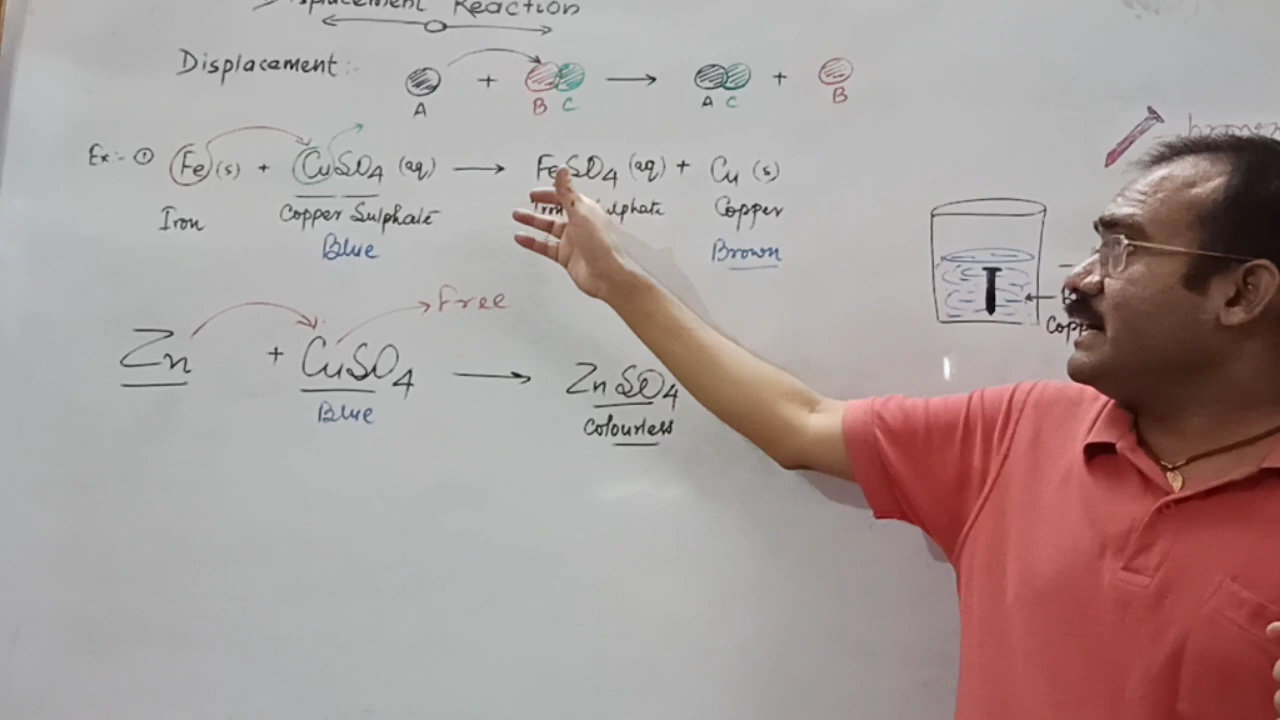 Displacement Reaction
Displacement:-
A + B C → A C + B
Ex:- ① Fe (s) + CuSO4 (aq) → FeSO4 (aq) + Cu (s)
Iron Copper Sulphate Copper
Blue Brown
Free
Zn + CuSO4 → ZnSO4
Blue Colourless